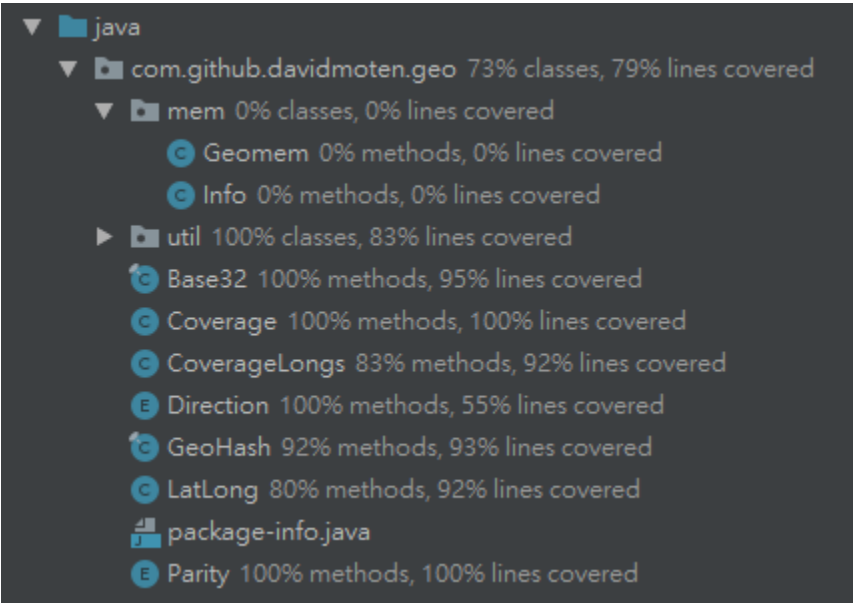 java
com.github.davidmoten.geo 73% classes, 79% lines covered
mem 0% classes, 0% lines covered
Geomem 0% methods, 0% lines covered
Info 0% methods, 0% lines covered
util 100% classes, 83% lines covered
Base32 100% methods, 95% lines covered
Coverage 100% methods, 100% lines covered
CoverageLongs 83% methods, 92% lines covered
Direction 100% methods, 55% lines covered
GeoHash 92% methods, 93% lines covered
LatLong 80% methods, 92% lines covered
package-info.java
Parity 100% methods, 100% lines covered